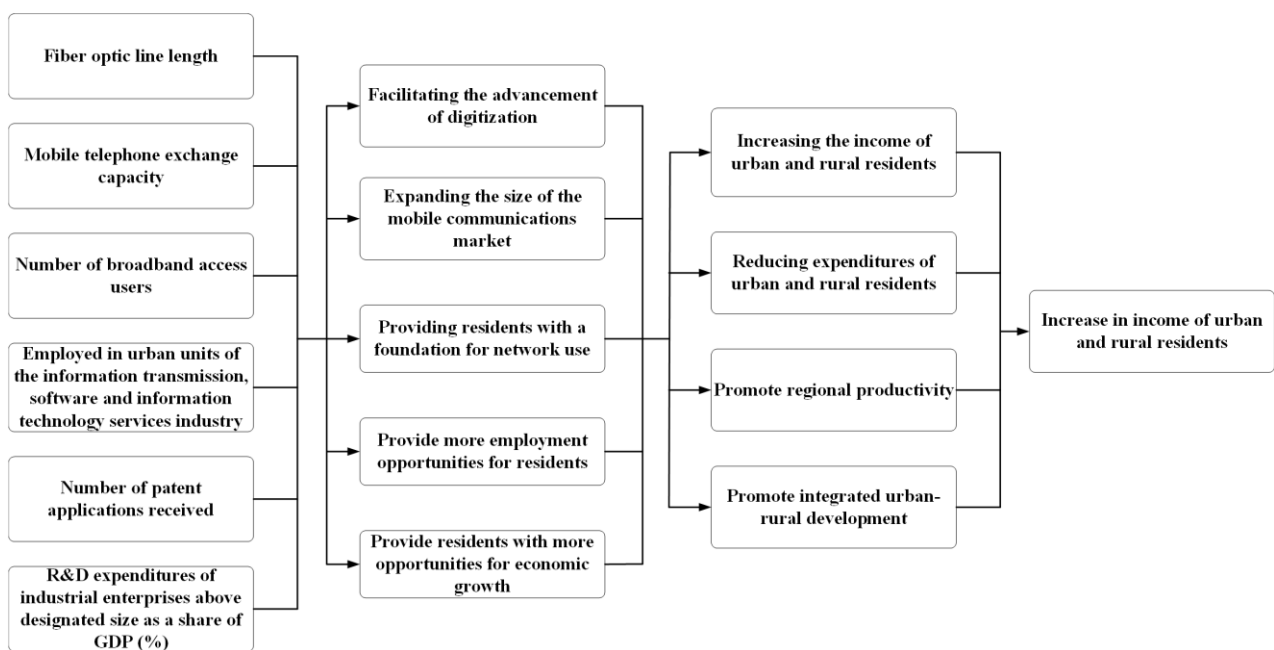 Fiber optic line length
Mobile telephone exchange
capacity
Number of broadband access
users
Employed in urban units of
the information transmission,
software and information
technology services industry
Number of patent
applications received
R&D expenditures of
industrial enterprises above
designated size as a share of
GDP (%)
Facilitating the advancement
of digitization
Expanding the size of the
mobile communications
market
Providing residents with a
foundation for network use
Provide more employment
opportunities for residents
Provide residents with more
opportunities for economic
growth
Increasing the income of
urban and rural residents
Reducing expenditures of
urban and rural residents
Promote regional productivity
Promote integrated urban-
rural development
Increase in income of urban
and rural residents